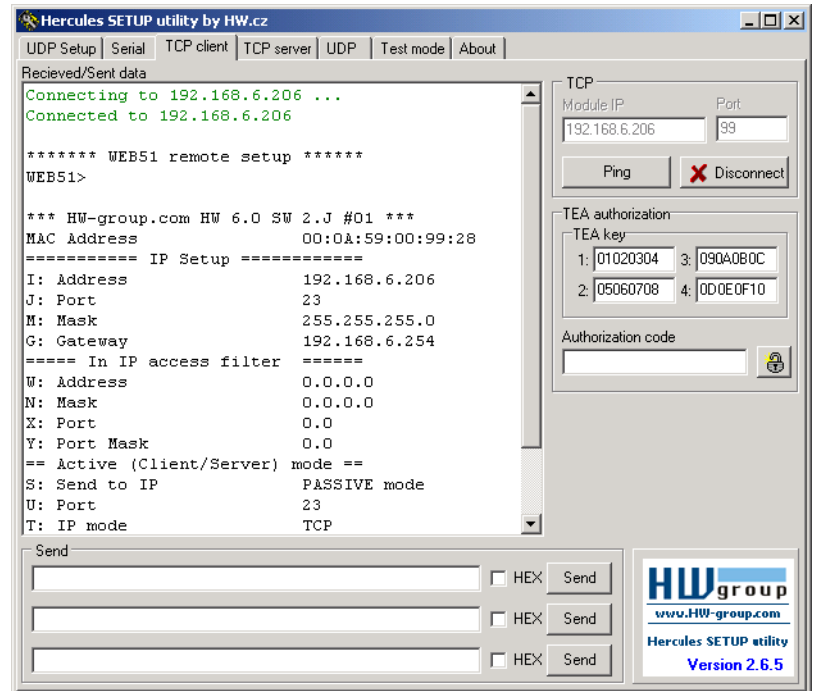 Hercules SETUP utility by HW.cz
UDP Setup Serial TCP client TCP server UDP Test mode About
Recieved/Sent data
Connecting to 192.168.6.206 ...
Connected to 192.168.6.206
******* WEB51 remote setup ******
WEB51>
*** HW-group.com HW 6.0 SW 2.J #01 ***
MAC Address 00:0A:59:00:99:28
=========== IP Setup ============
I: Address 192.168.6.206
J: Port 23
M: Mask 255.255.255.0
G: Gateway 192.168.6.254
===== In IP access filter ======
W: Address 0.0.0.0
N: Mask 0.0.0.0
X: Port 0.0
Y: Port Mask 0.0
== Active (Client/Server) mode ==
S: Send to IP PASSIVE mode
U: Port 23
T: IP mode TCP
TCP
Module IP Port
192.168.6.206 99
Ping Disconnect
TEA authorization
TEA key
1: 01020304 3: 090A0B0C
2: 05060708 4: 0D0E0F10
Authorization code
Send
HEX Send
HEX Send
HEX Send
HWgroup
www.HW-group.com
Hercules SETUP utility
Version 2.6.5